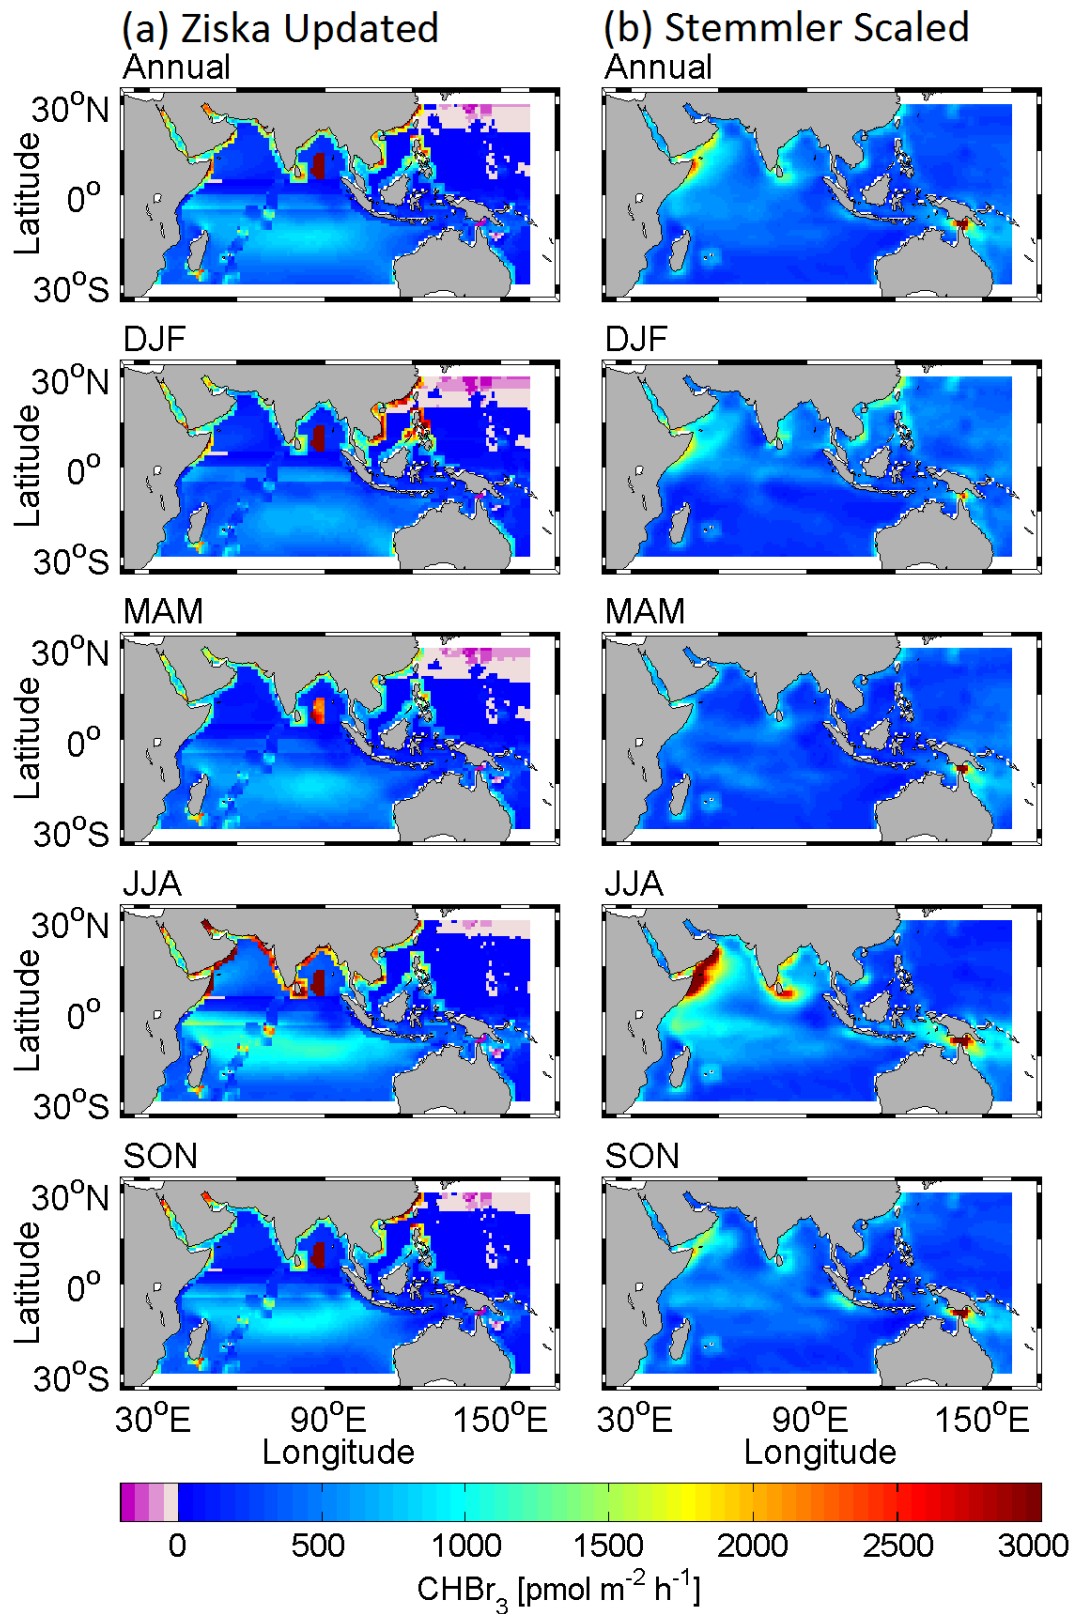 (a) Ziska Updated
(b) Stemmler Scaled
Annual
Annual
30°N
0°
30°S
Latitude
DJF
DJF
30°N
0°
30°S
Latitude
MAM
MAM
30°N
0°
30°S
Latitude
JJA
JJA
30°N
0°
30°S
Latitude
SON
SON
30°N
0°
30°S
Latitude
30°E 90°E 150°E
30°E 90°E 150°E
Longitude
Longitude
0 500 1000 1500 2000 2500 3000
CHBr₃ [pmol m⁻² h⁻¹]